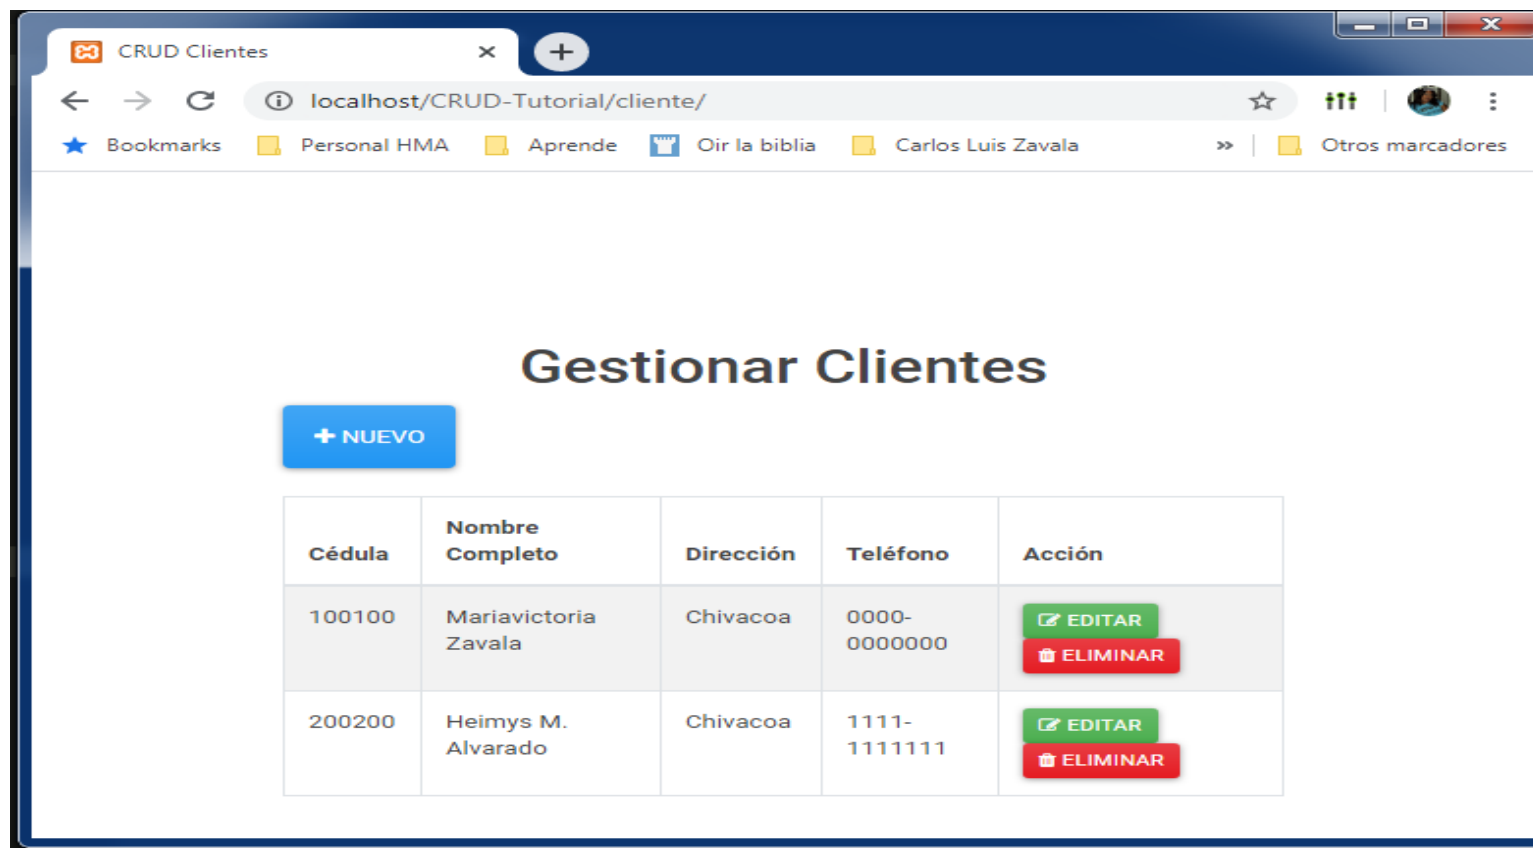 CRUD Clientes
localhost/CRUD-Tutorial/cliente/
Bookmarks Personal HMA Aprende Oir la biblia Carlos Luis Zavala » Otros marcadores
Gestionar Clientes
NUEVO
Cédula Nombre Completo Dirección Teléfono Acción
100100 Mariavictoria Zavala Chivacoa 0000-0000000 EDITAR ELIMINAR
200200 Heimys M. Alvarado Chivacoa 1111-1111111 EDITAR ELIMINAR